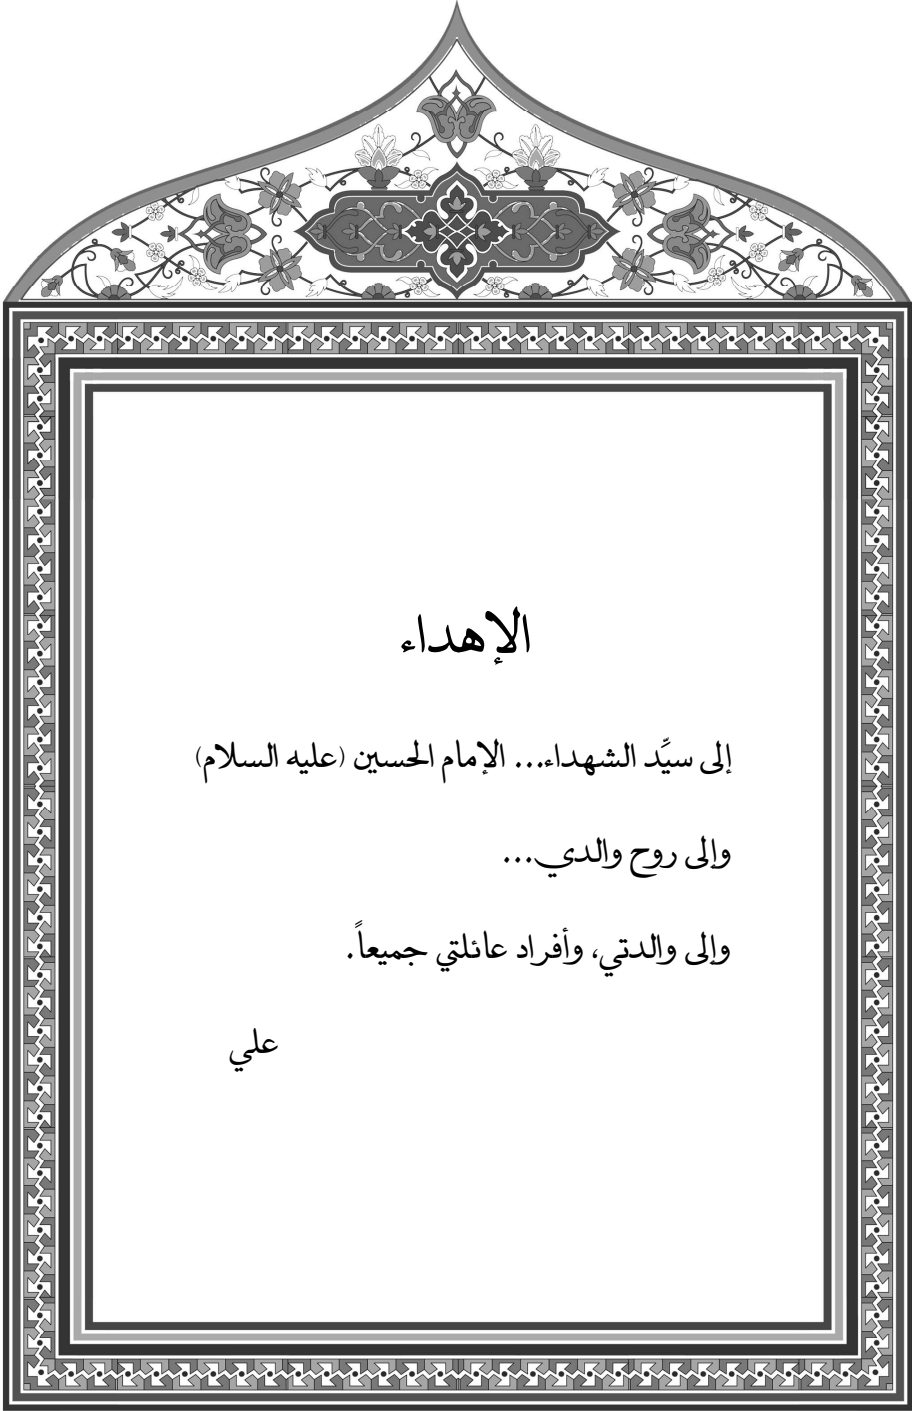 الإهداء
إلى سيِّد الشهداء... الإمام الحسين (عليه السلام)
وإلى روح والدي...
وإلى والدتي، وأفراد عائلتي جميعاً.
علي